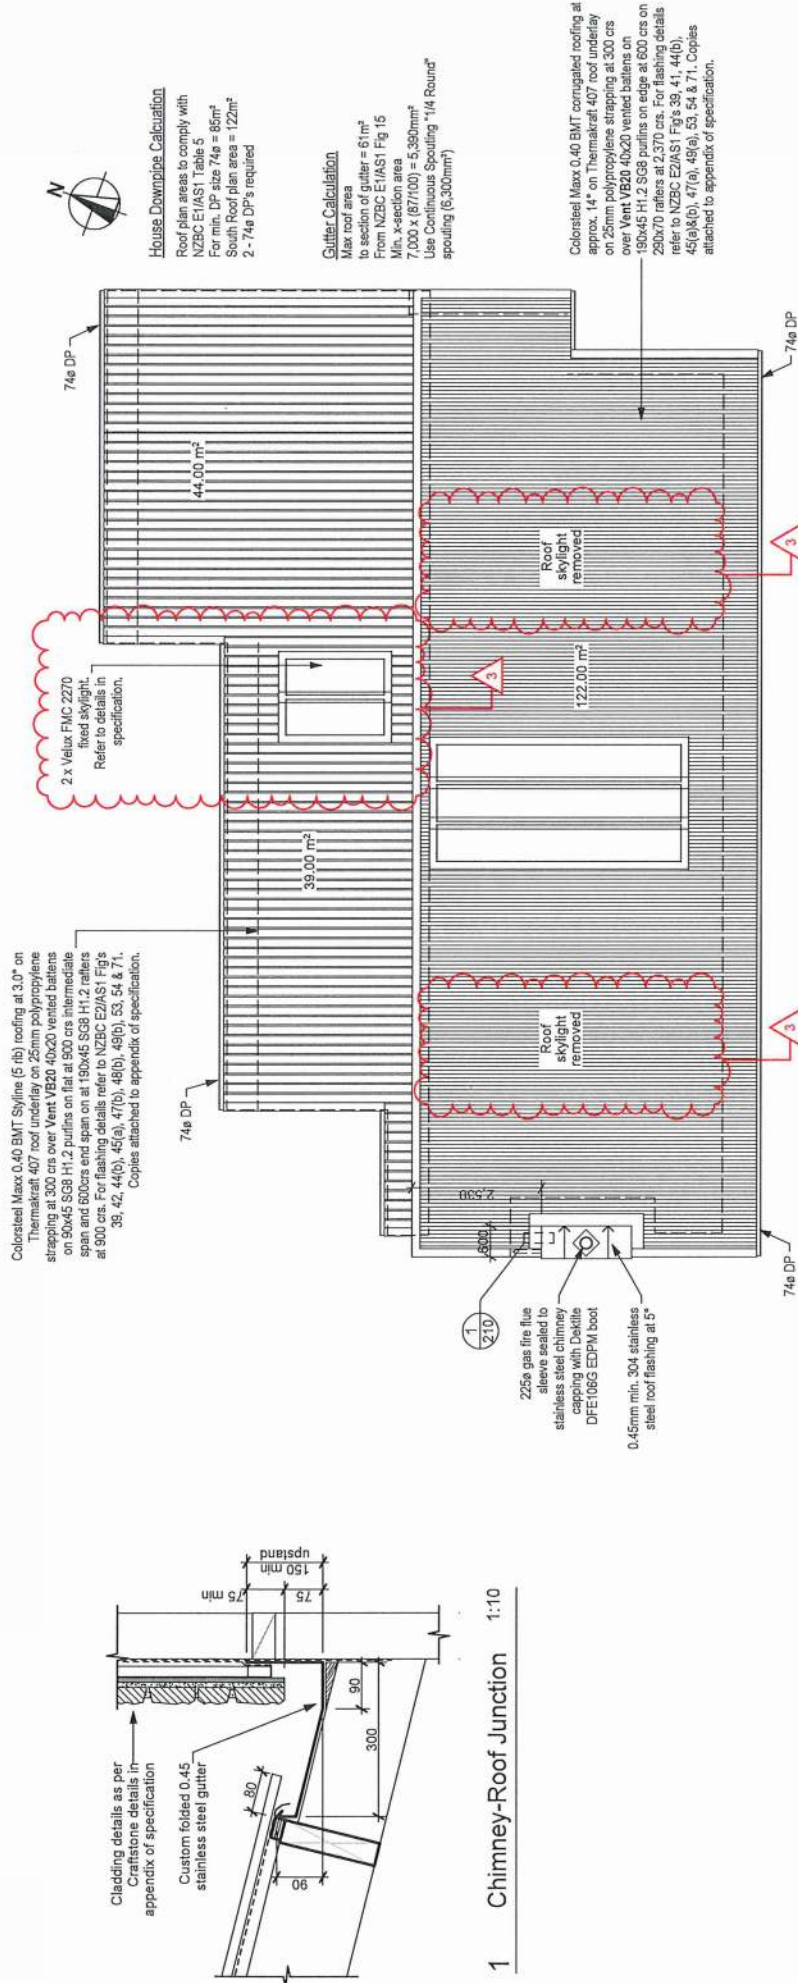 Colorsteel Maxx 0.40 BMT Styline (5 rib) roofing at 3.0° on
Thermakraft 407 roof underlay on 25mm polypropylene
strapping at 300 crs over Vent VB20 40x20 vented battens
on 90x45 SG8 H1.2 purlins on flat at 900 crs intermediate
span and 600crs end span on at 190x45 SG8 H1.2 rafters
at 900 crs. For flashing details refer to NZBC E2/AS1 Fig's
39, 42, 44(b), 45(a), 47(b), 48(b), 49(b), 53, 54 & 71.
Copies attached to appendix of specification.
2 x Velux FMC 2270
fixed skylight.
Refer to details in
specification.
74ø DP
74ø DP
N
House Downpipe Calcuation
Roof plan areas to comply with
NZBC E1/AS1 Table 5
For min. DP size 74ø = 85m²
South Roof plan area = 122m²
2 - 74ø DP's required
Gutter Calculation
Max roof area
to section of gutter = 61m²
From NZBC E1/AS1 Fig 15
Min. x-section area
7,000 x (87/100) = 5,390mm²
Use Continuous Spouting "1/4 Round"
spouting (6,300mm²)
39.00 m²
44.00 m²
3
122.00 m²
Roof
skylight
removed
3
Roof
skylight
removed
3
Colorsteel Maxx 0.40 BMT corrugated roofing at
approx. 14° on Thermakraft 407 roof underlay
on 25mm polypropylene strapping at 300 crs
over Vent VB20 40x20 vented battens on
190x45 H1.2 SG8 purlins on edge at 600 crs on
290x70 rafters at 2,370 crs. For flashing details
refer to NZBC E2/AS1 Fig's 39, 41, 44(b),
45(a)&(b), 47(a), 49(a), 53, 54 & 71. Copies
attached to appendix of specification.
2,530
600
1
210
225ø gas fire flue
sleeve sealed to
stainless steel chimney
capping with Dektite
DFE106G EDPM boot
0.45mm min. 304 stainless
steel roof flashing at 5°
74ø DP
74ø DP
Cladding details as per
Craftstone details in
appendix of specification
Custom folded 0.45
stainless steel gutter
80
90
300
90
75 min
75
150 min
upstand
1 Chimney-Roof Junction 1:10